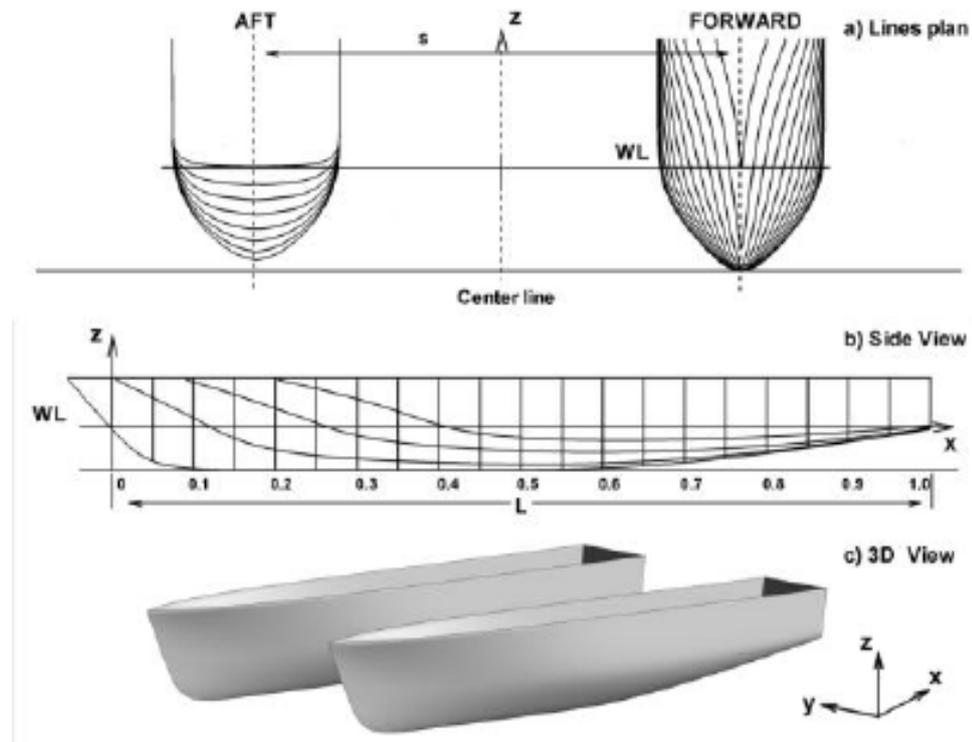 AFT
z
FORWARD
a) Lines plan
s
WL
Center line
b) Side View
z
WL
x
0 0.1 0.2 0.3 0.4 0.5 0.6 0.7 0.8 0.9 1.0
L
c) 3D View
z
x
y